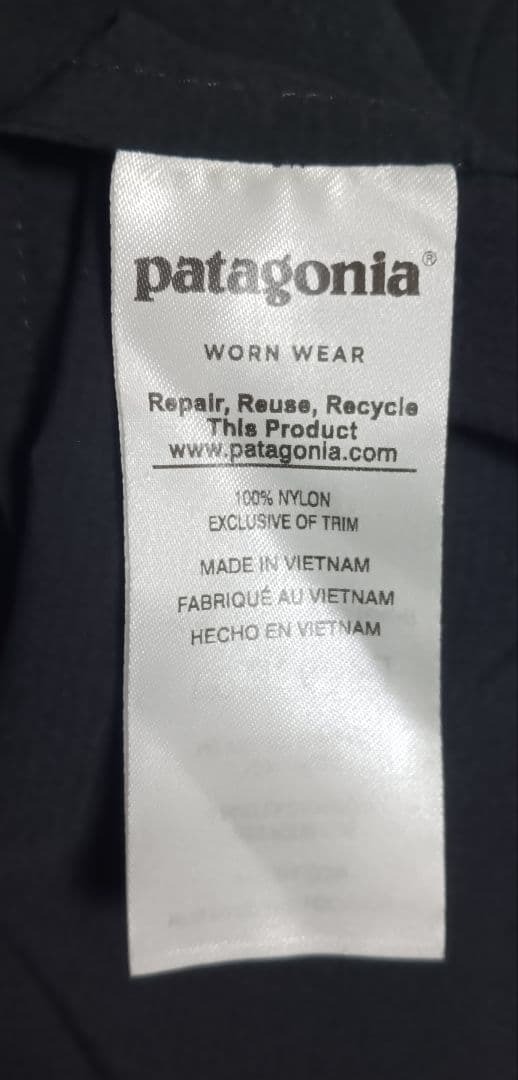 patagonia®
WORN WEAR
Repair, Reuse, Recycle
This Product
www.patagonia.com
100% NYLON
EXCLUSIVE OF TRIM
MADE IN VIETNAM
FABRIQUÉ AU VIETNAM
HECHO EN VIETNAM